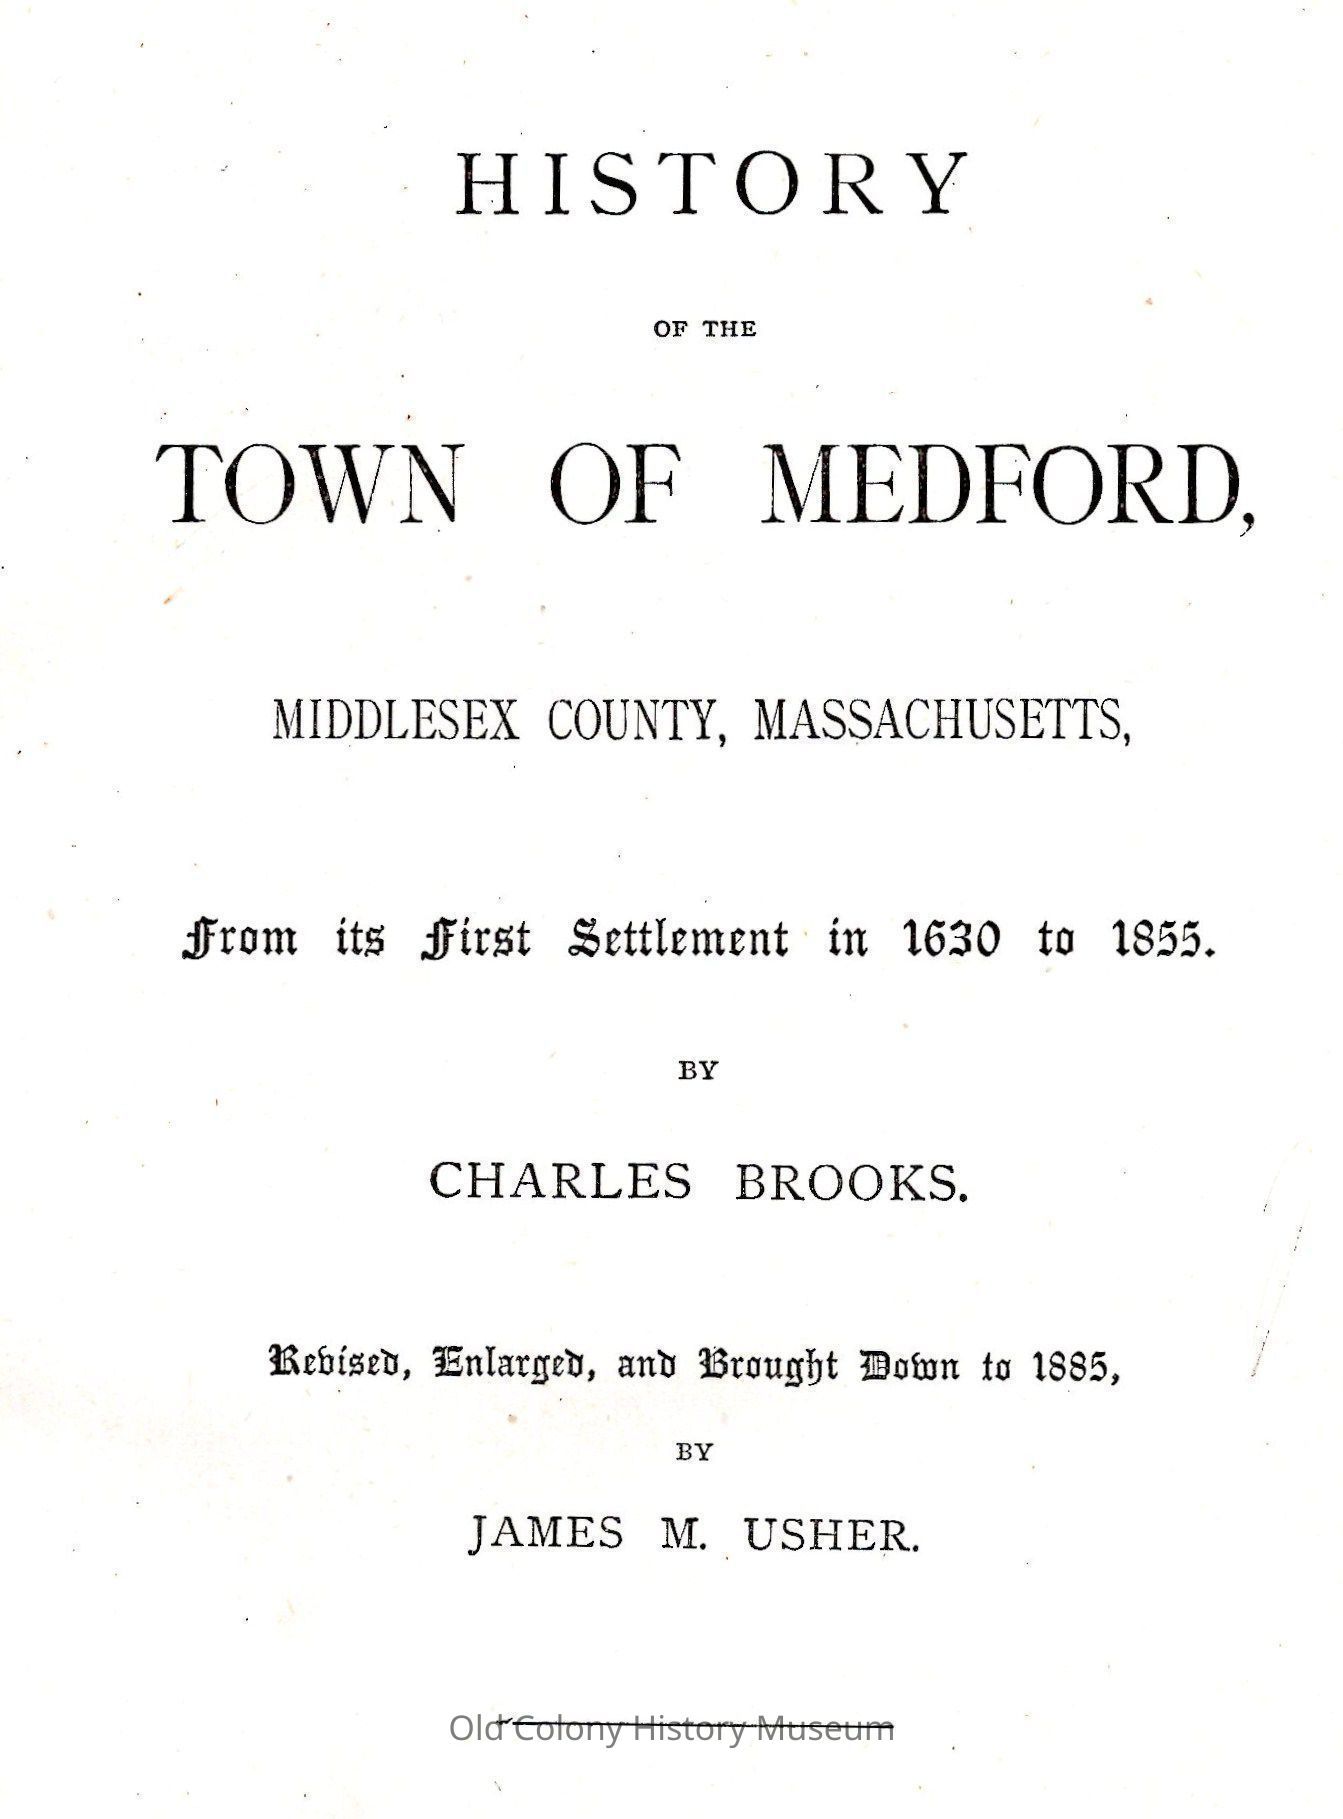 HISTORY
OF THE
TOWN OF MEDFORD,
MIDDLESEX COUNTY, MASSACHUSETTS,
From its First Settlement in 1630 to 1855.
BY
CHARLES BROOKS.
Revised, Enlarged, and Brought Down to 1885,
BY
JAMES M. USHER.
Old Colony History Museum